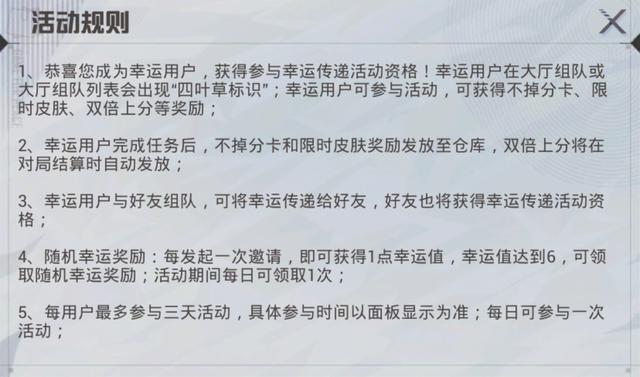 活动规则
1、恭喜您成为幸运用户，获得参与幸运传递活动资格！幸运用户在大厅组队或
大厅组队列表会出现“四叶草标识”；幸运用户可参与活动，可获得不掉分卡、限
时皮肤、双倍上分等奖励；
2、幸运用户完成任务后，不掉分卡和限时皮肤奖励发放至仓库，双倍上分将在
对局结算时自动发放；
3、幸运用户与好友组队，可将幸运传递给好友，好友也将获得幸运传递活动资
格；
4、随机幸运奖励：每发起一次邀请，即可获得1点幸运值，幸运值达到6，可领
取随机幸运奖励；活动期间每日可领取1次；
5、每用户最多参与三天活动，具体参与时间以面板显示为准；每日可参与一次
活动；